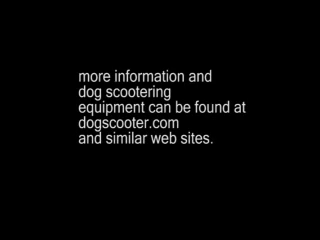 more information and
dog scootering
equipment can be found at
dogscooter.com
and similar web sites.